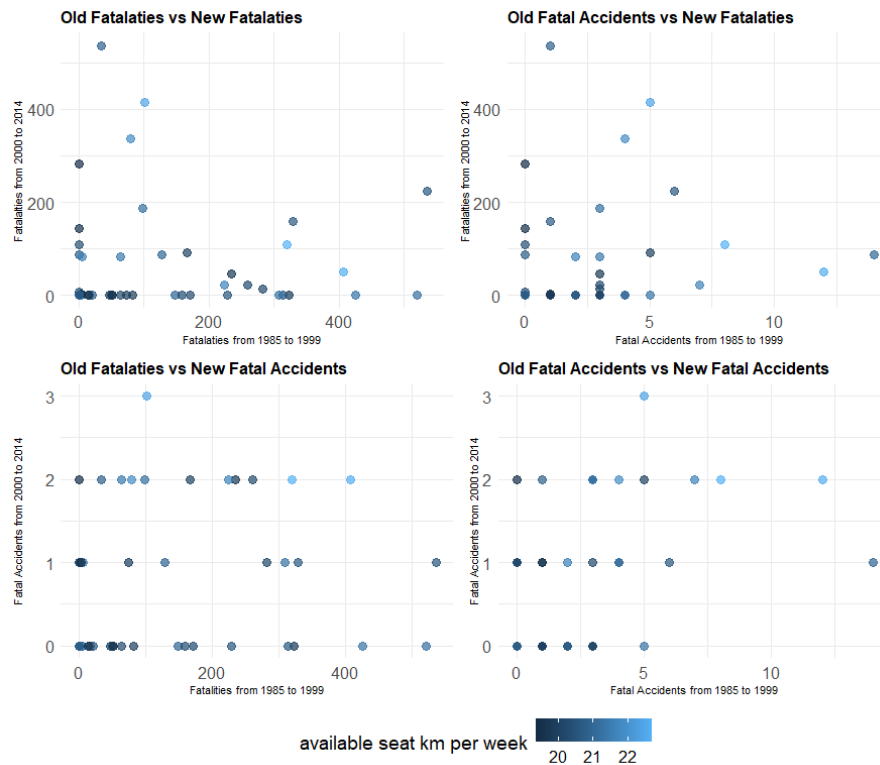 Old Fatalaties vs New Fatalaties
Old Fatal Accidents vs New Fatalaties
Fatalalties from 2000 to 2014
400
200
0
0
200
400
Fatalaties from 1985 to 1999
Fatalalties from 2000 to 2014
400
200
0
0
5
10
Fatal Accidents from 1985 to 1999
Old Fatalaties vs New Fatal Accidents
Old Fatal Accidents vs New Fatal Accidents
Fatal Accidents from 2000 to 2014
3
2
1
0
0
200
400
Fatalities from 1985 to 1999
Fatal Accidents from 2000 to 2014
3
2
1
0
0
5
10
Fatal Accidents from 1985 to 1999
available seat km per week
20
21
22